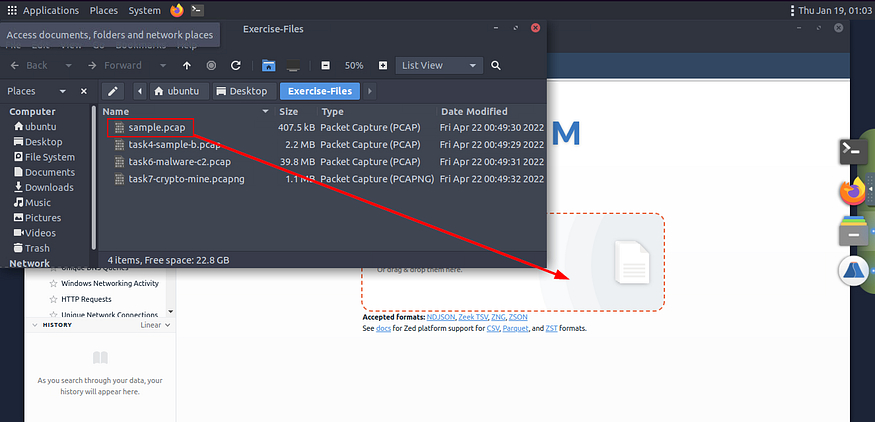 Applications Places System Thu Jan 19, 01:03
Access documents, folders and network places
Exercise-Files
Back Forward 50% List View
Places ubuntu Desktop Exercise-Files
Computer
ubuntu
Desktop
File System
Documents
Downloads
Music
Pictures
Videos
Trash
Network
Name Size Type Date Modified
sample.pcap 407.5 kB Packet Capture (PCAP) Fri Apr 22 00:49:30 2022
task4-sample-b.pcap 2.2 MB Packet Capture (PCAP) Fri Apr 22 00:49:29 2022
task6-malware-c2.pcap 39.8 MB Packet Capture (PCAP) Fri Apr 22 00:49:31 2022
task7-crypto-mine.pcapng 1.1 MB Packet Capture (PCAPNG) Fri Apr 22 00:49:32 2022
4 items, Free space: 22.8 GB
M
Or drag & drop them here.
Unique DNS Queries
Windows Networking Activity
HTTP Requests
Unique Network Connections
HISTORY Linear
As you search through your data, your
history will appear here.
Accepted formats: NDJSON, Zeek TSV, ZNG, ZSON
See docs for Zed platform support for CSV, Parquet, and ZST formats.